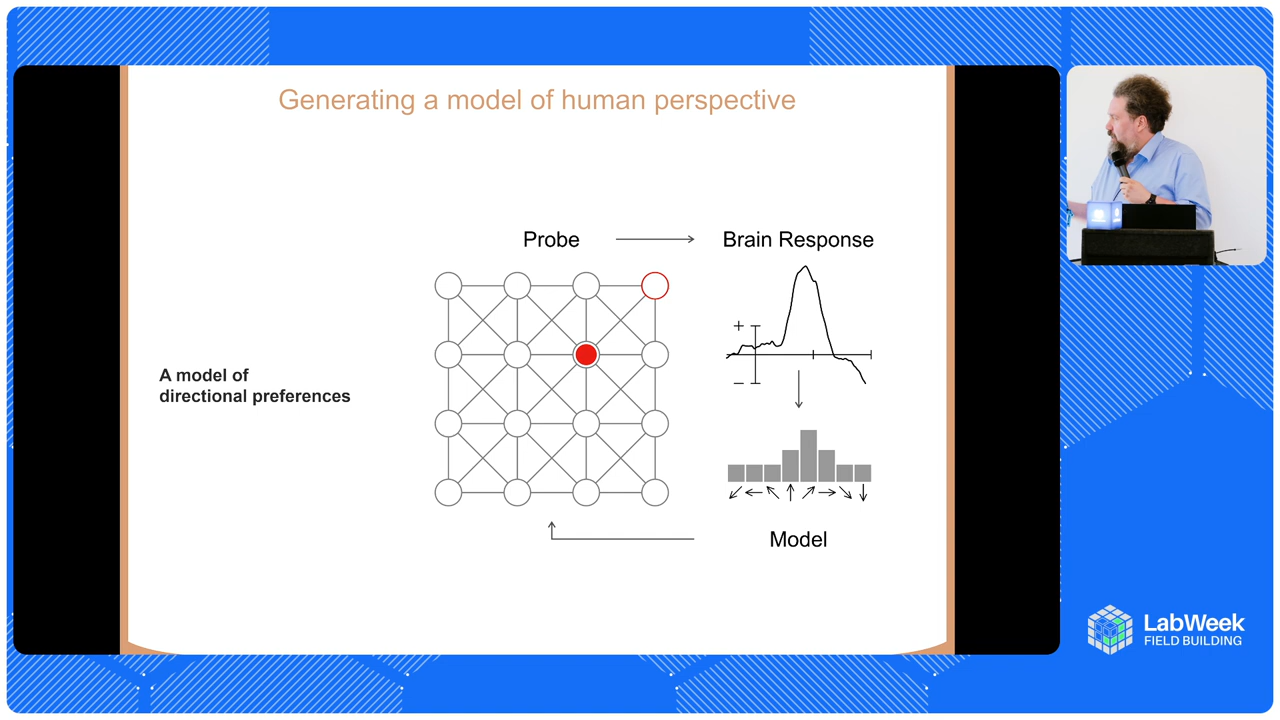 Generating a model of human perspective
Probe
Brain Response
A model of
directional preferences
+
−
Model
LabWeek
FIELD BUILDING